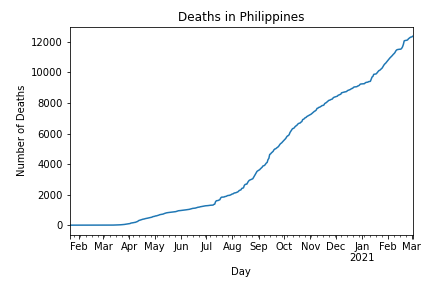 Deaths in Philippines
12000
10000
8000
6000
4000
2000
0
Number of Deaths
Feb Mar Apr May Jun Jul Aug Sep Oct Nov Dec Jan Feb Mar
2021
Day